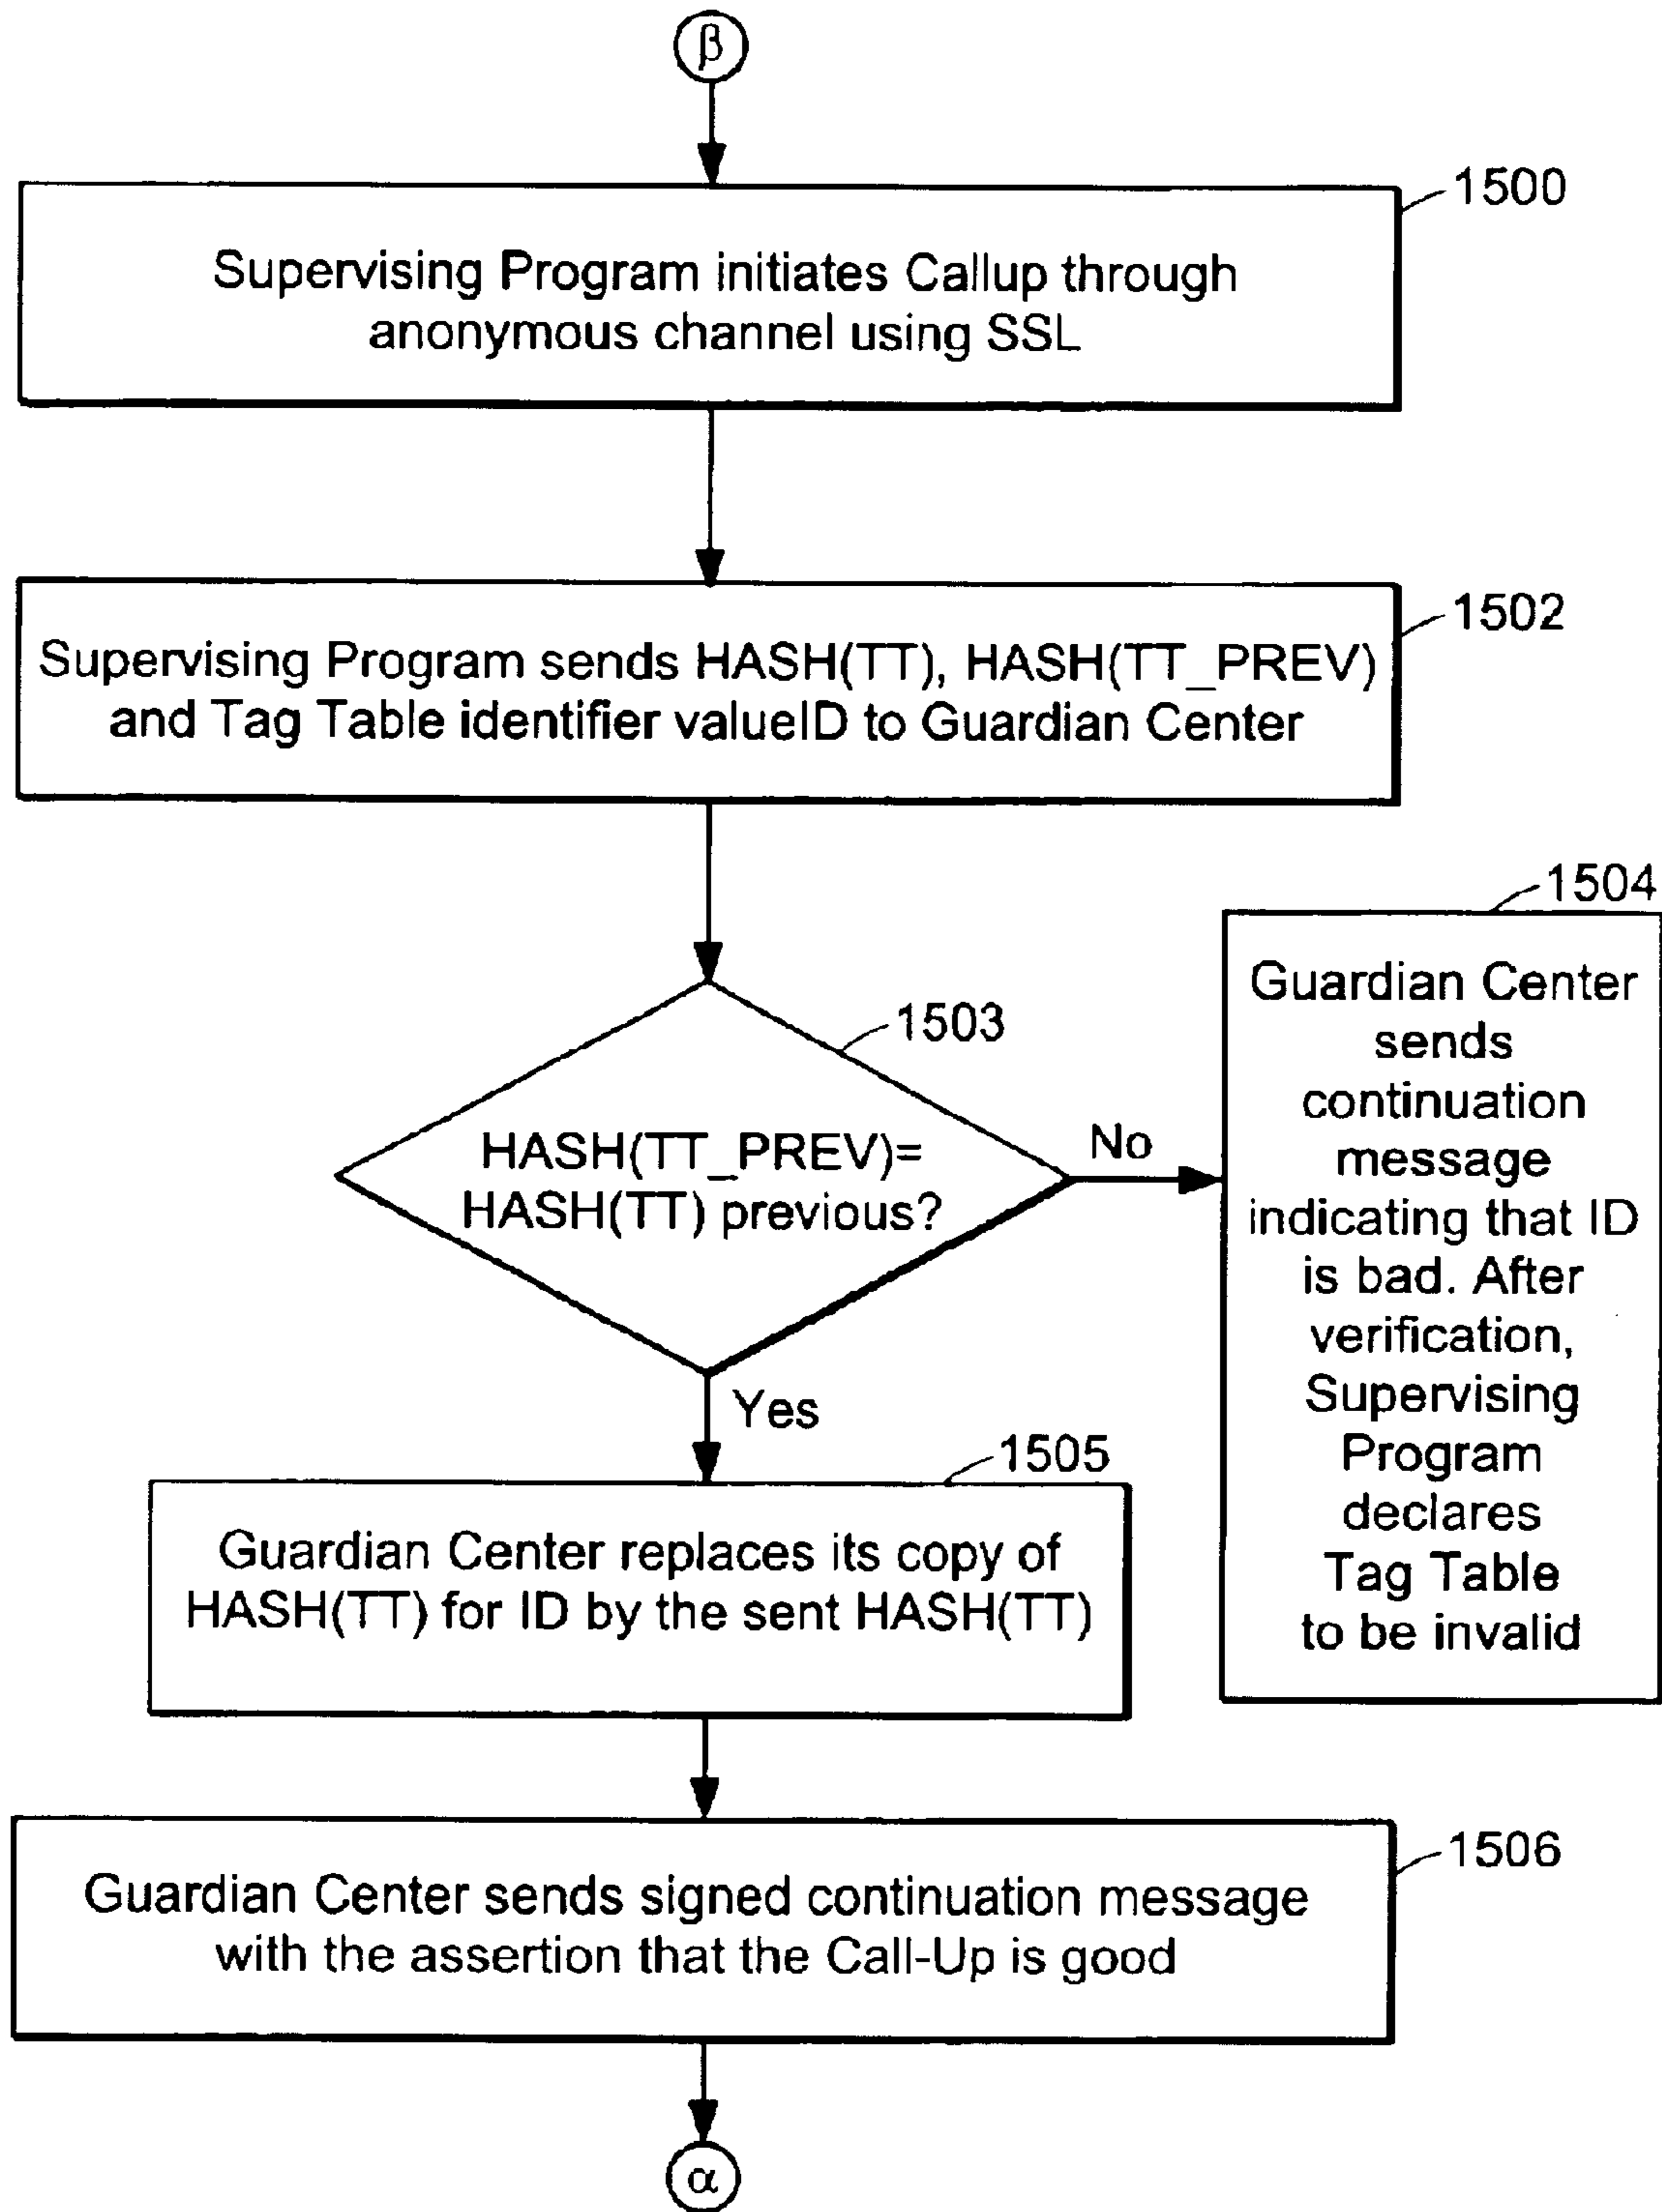 β
1500
Supervising Program initiates Callup through
anonymous channel using SSL
1502
Supervising Program sends HASH(TT), HASH(TT_PREV)
and Tag Table identifier valueID to Guardian Center
1503
HASH(TT_PREV)=
HASH(TT) previous?
No
Yes
1504
Guardian Center
sends
continuation
message
indicating that ID
is bad. After
verification,
Supervising
Program
declares
Tag Table
to be invalid
1505
Guardian Center replaces its copy of
HASH(TT) for ID by the sent HASH(TT)
1506
Guardian Center sends signed continuation message
with the assertion that the Call-Up is good
α